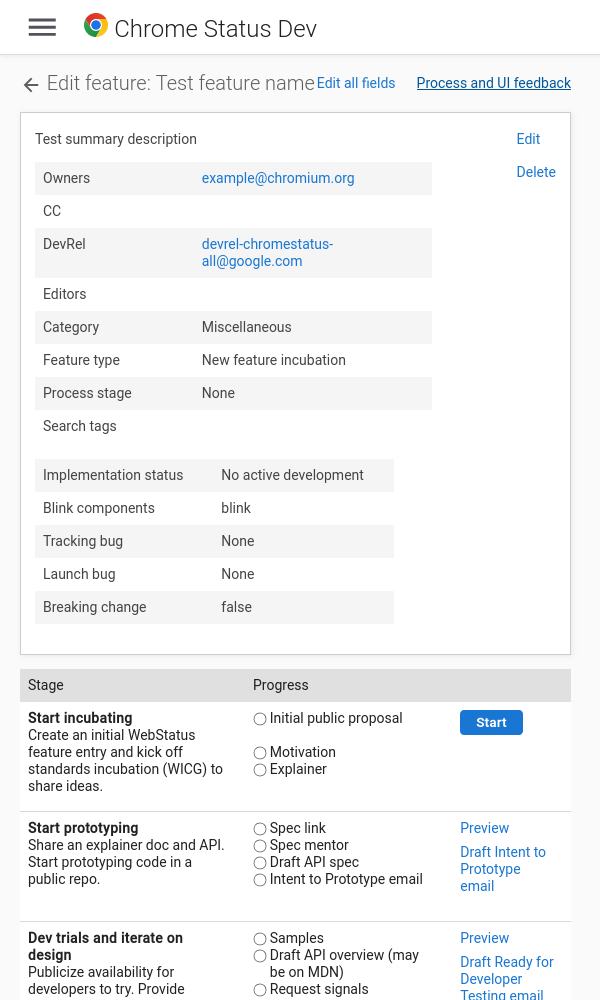 Chrome Status Dev
Edit feature: Test feature name Edit all fields Process and UI feedback
Test summary description Edit
Delete
Owners example@chromium.org
CC
DevRel devrel-chromestatus-
all@google.com
Editors
Category Miscellaneous
Feature type New feature incubation
Process stage None
Search tags
Implementation status No active development
Blink components blink
Tracking bug None
Launch bug None
Breaking change false
Stage Progress
Start incubating
Create an initial WebStatus
feature entry and kick off
standards incubation (WICG) to
share ideas.
Initial public proposal
Motivation
Explainer
Start
Start prototyping
Share an explainer doc and API.
Start prototyping code in a
public repo.
Spec link
Spec mentor
Draft API spec
Intent to Prototype email
Preview
Draft Intent to
Prototype
email
Dev trials and iterate on
design
Publicize availability for
developers to try. Provide
Samples
Draft API overview (may
be on MDN)
Request signals
Preview
Draft Ready for
Developer
Testing email